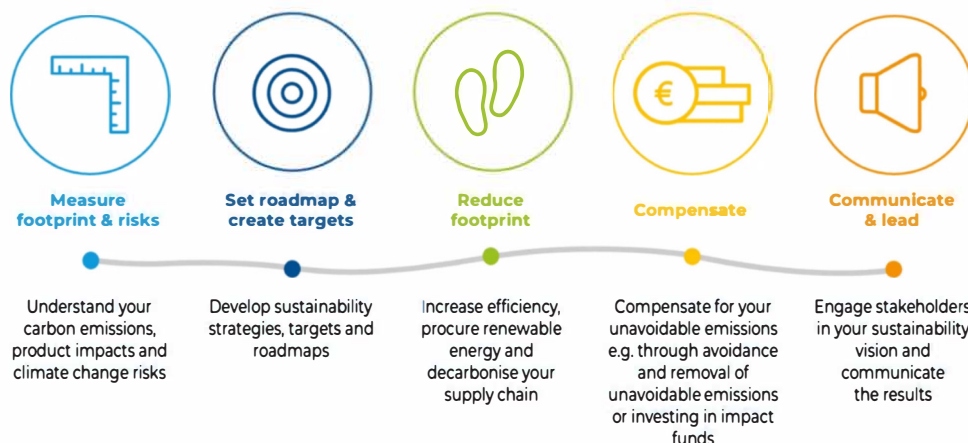 €
Measure
footprint & risks
Set roadmap &
create targets
Reduce
footprint
Compensate
Communicate
& lead
Understand your
carbon emissions,
product impacts and
climate change risks
Develop sustainability
strategies, targets and
roadmaps
Increase efficiency,
procure renewable
energy and
decarbonise your
supply chain
Compensate for your
unavoidable emissions
e.g. through avoidance
and removal of
unavoidable emissions
or investing in impact
funds
Engage stakeholders
in your sustainability
vision and
communicate
the results